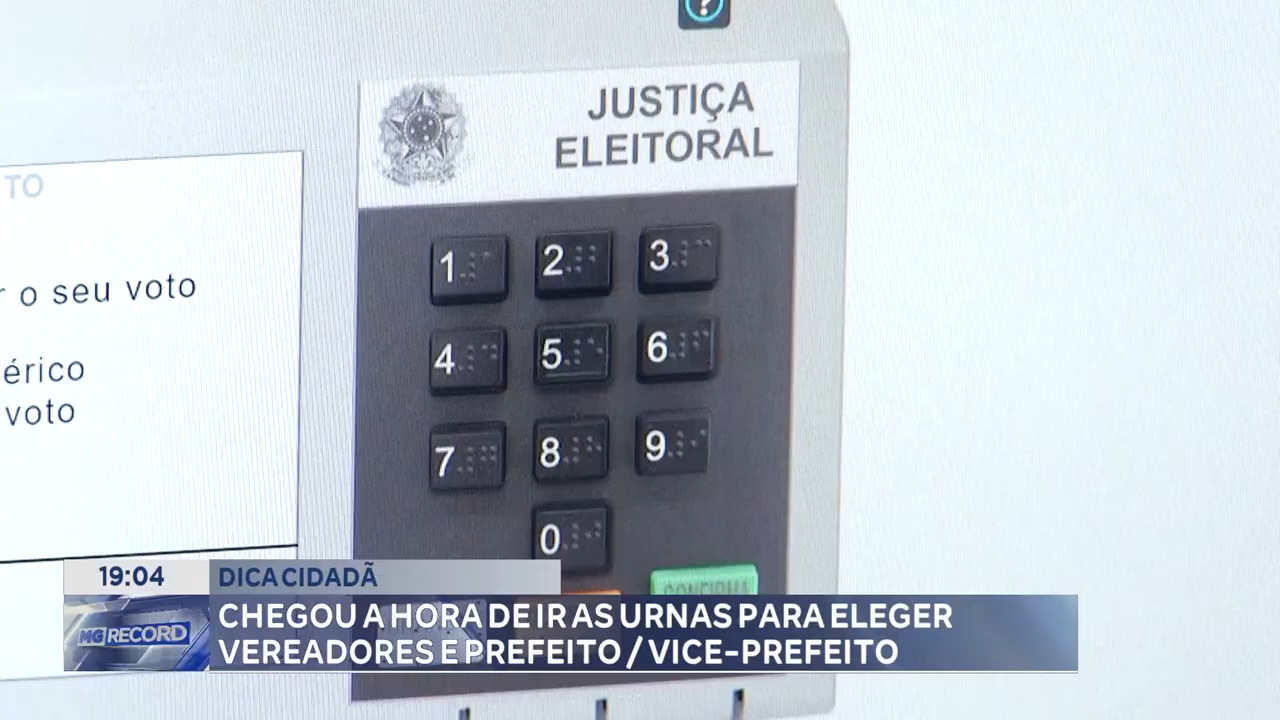 ?
JUSTIÇA
ELEITORAL
TO
o seu voto
érico
voto
1 2 3
4 5 6
7 8 9
0
CONFIRMA
19:04 DICA CIDADÃ
MG RECORD
CHEGOU A HORA DE IR AS URNAS PARA ELEGER
VEREADORES E PREFEITO / VICE-PREFEITO